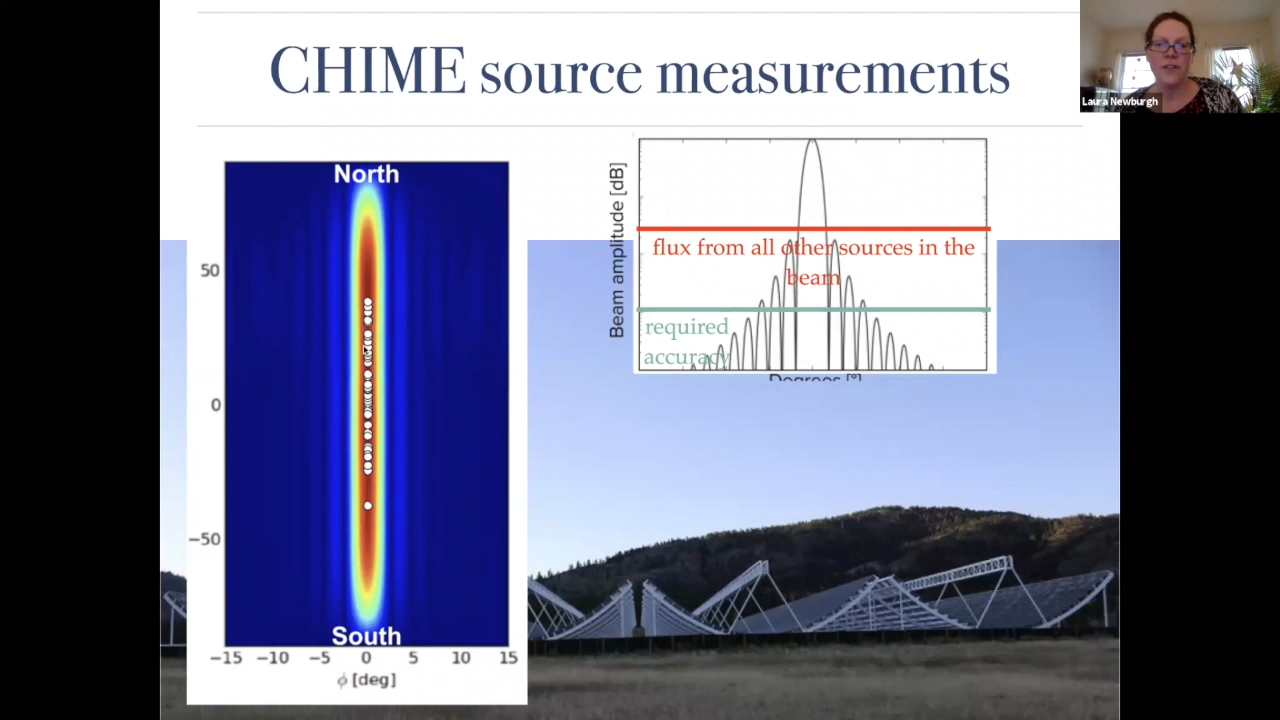 CHIME source measurements
Laura Newburgh
North
50
0
−50
South
−15 −10 −5 0 5 10 15
ϕ [deg]
Beam amplitude [dB]
flux from all other sources in the
beam
required
accuracy
Degrees [°]